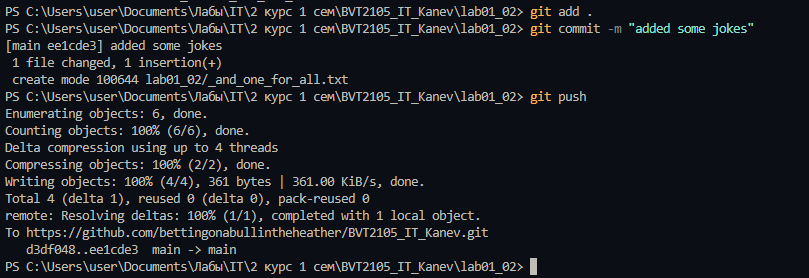 PS C:\Users\user\Documents\Лабы\IT\2 курс 1 сем\BVT2105_IT_Kanev\lab01_02> git add .
PS C:\Users\user\Documents\Лабы\IT\2 курс 1 сем\BVT2105_IT_Kanev\lab01_02> git commit -m "added some jokes"
[main ee1cde3] added some jokes
 1 file changed, 1 insertion(+)
 create mode 100644 lab01_02/_and_one_for_all.txt
PS C:\Users\user\Documents\Лабы\IT\2 курс 1 сем\BVT2105_IT_Kanev\lab01_02> git push
Enumerating objects: 6, done.
Counting objects: 100% (6/6), done.
Delta compression using up to 4 threads
Compressing objects: 100% (2/2), done.
Writing objects: 100% (4/4), 361 bytes | 361.00 KiB/s, done.
Total 4 (delta 1), reused 0 (delta 0), pack-reused 0
remote: Resolving deltas: 100% (1/1), completed with 1 local object.
To https://github.com/bettingonabullintheheather/BVT2105_IT_Kanev.git
   d3df048..ee1cde3  main -> main
PS C:\Users\user\Documents\Лабы\IT\2 курс 1 сем\BVT2105_IT_Kanev\lab01_02>